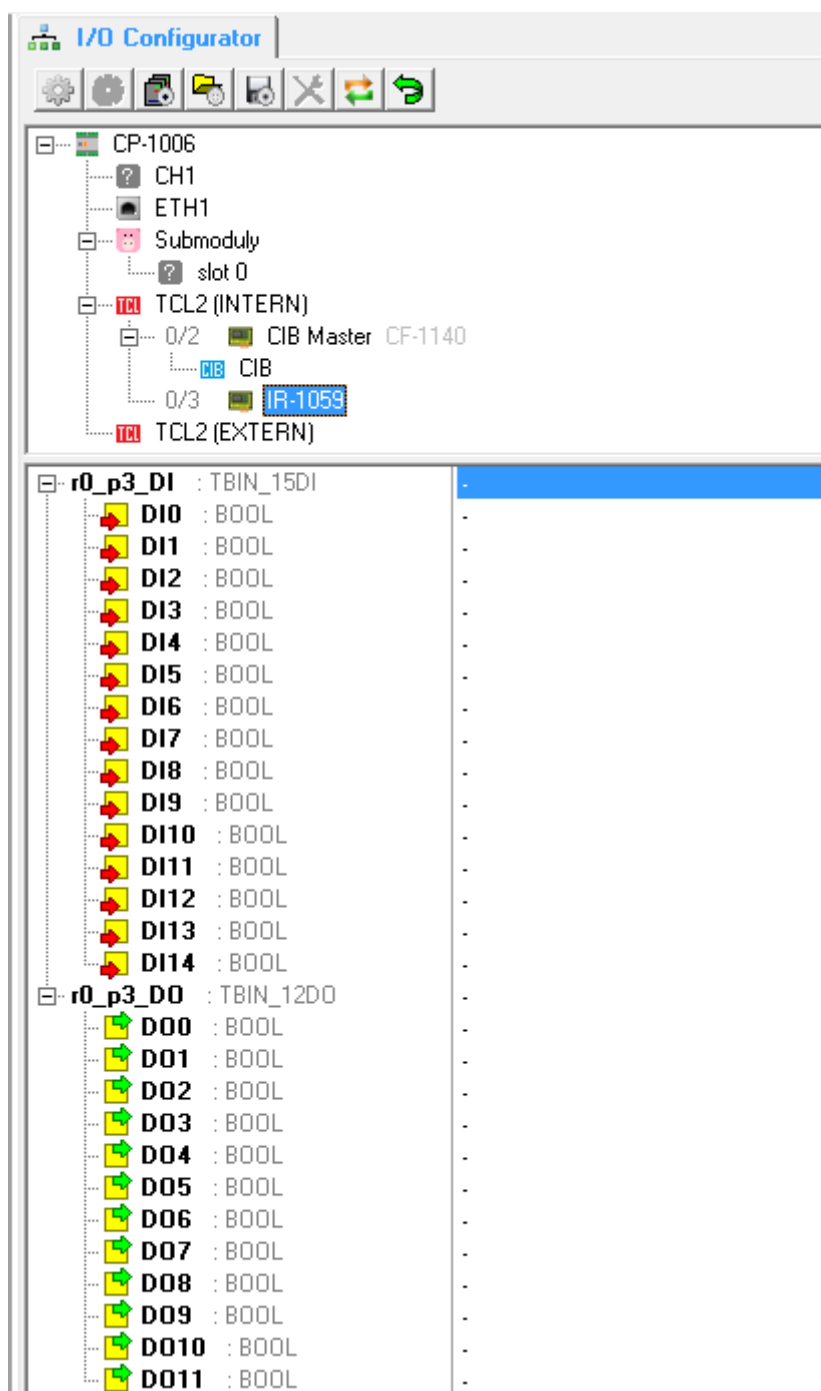 I/O Configurator
CP-1006
CH1
ETH1
Submoduly
slot 0
TCL2 (INTERN)
0/2 CIB Master CF-1140
CIB CIB
0/3 IR-1059
TCL2 (EXTERN)
r0_p3_DI : TBIN_15DI -
DI0 : BOOL -
DI1 : BOOL -
DI2 : BOOL -
DI3 : BOOL -
DI4 : BOOL -
DI5 : BOOL -
DI6 : BOOL -
DI7 : BOOL -
DI8 : BOOL -
DI9 : BOOL -
DI10 : BOOL -
DI11 : BOOL -
DI12 : BOOL -
DI13 : BOOL -
DI14 : BOOL -
r0_p3_DO : TBIN_12DO -
DO0 : BOOL -
DO1 : BOOL -
DO2 : BOOL -
DO3 : BOOL -
DO4 : BOOL -
DO5 : BOOL -
DO6 : BOOL -
DO7 : BOOL -
DO8 : BOOL -
DO9 : BOOL -
DO10 : BOOL -
DO11 : BOOL -